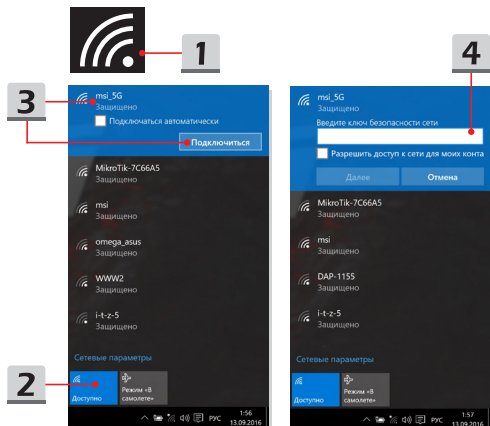 1
3
msi_5G
Защищено
Подключаться автоматически
Подключиться
MikroTik-7C66A5
Защищено
msi
Защищено
omega_asus
Защищено
WWW2
Защищено
i-t-z-5
Защищено
Сетевые параметры
2
Доступно
Режим «В
самолете»
РУС
1:56
13.09.2016
4
msi_5G
Защищено
Введите ключ безопасности сети
Разрешить доступ к сети для моих конта
Далее
Отмена
MikroTik-7C66A5
Защищено
msi
Защищено
DAP-1155
Защищено
i-t-z-5
Защищено
Сетевые параметры
Доступно
Режим «В
самолете»
РУС
1:57
13.09.2016